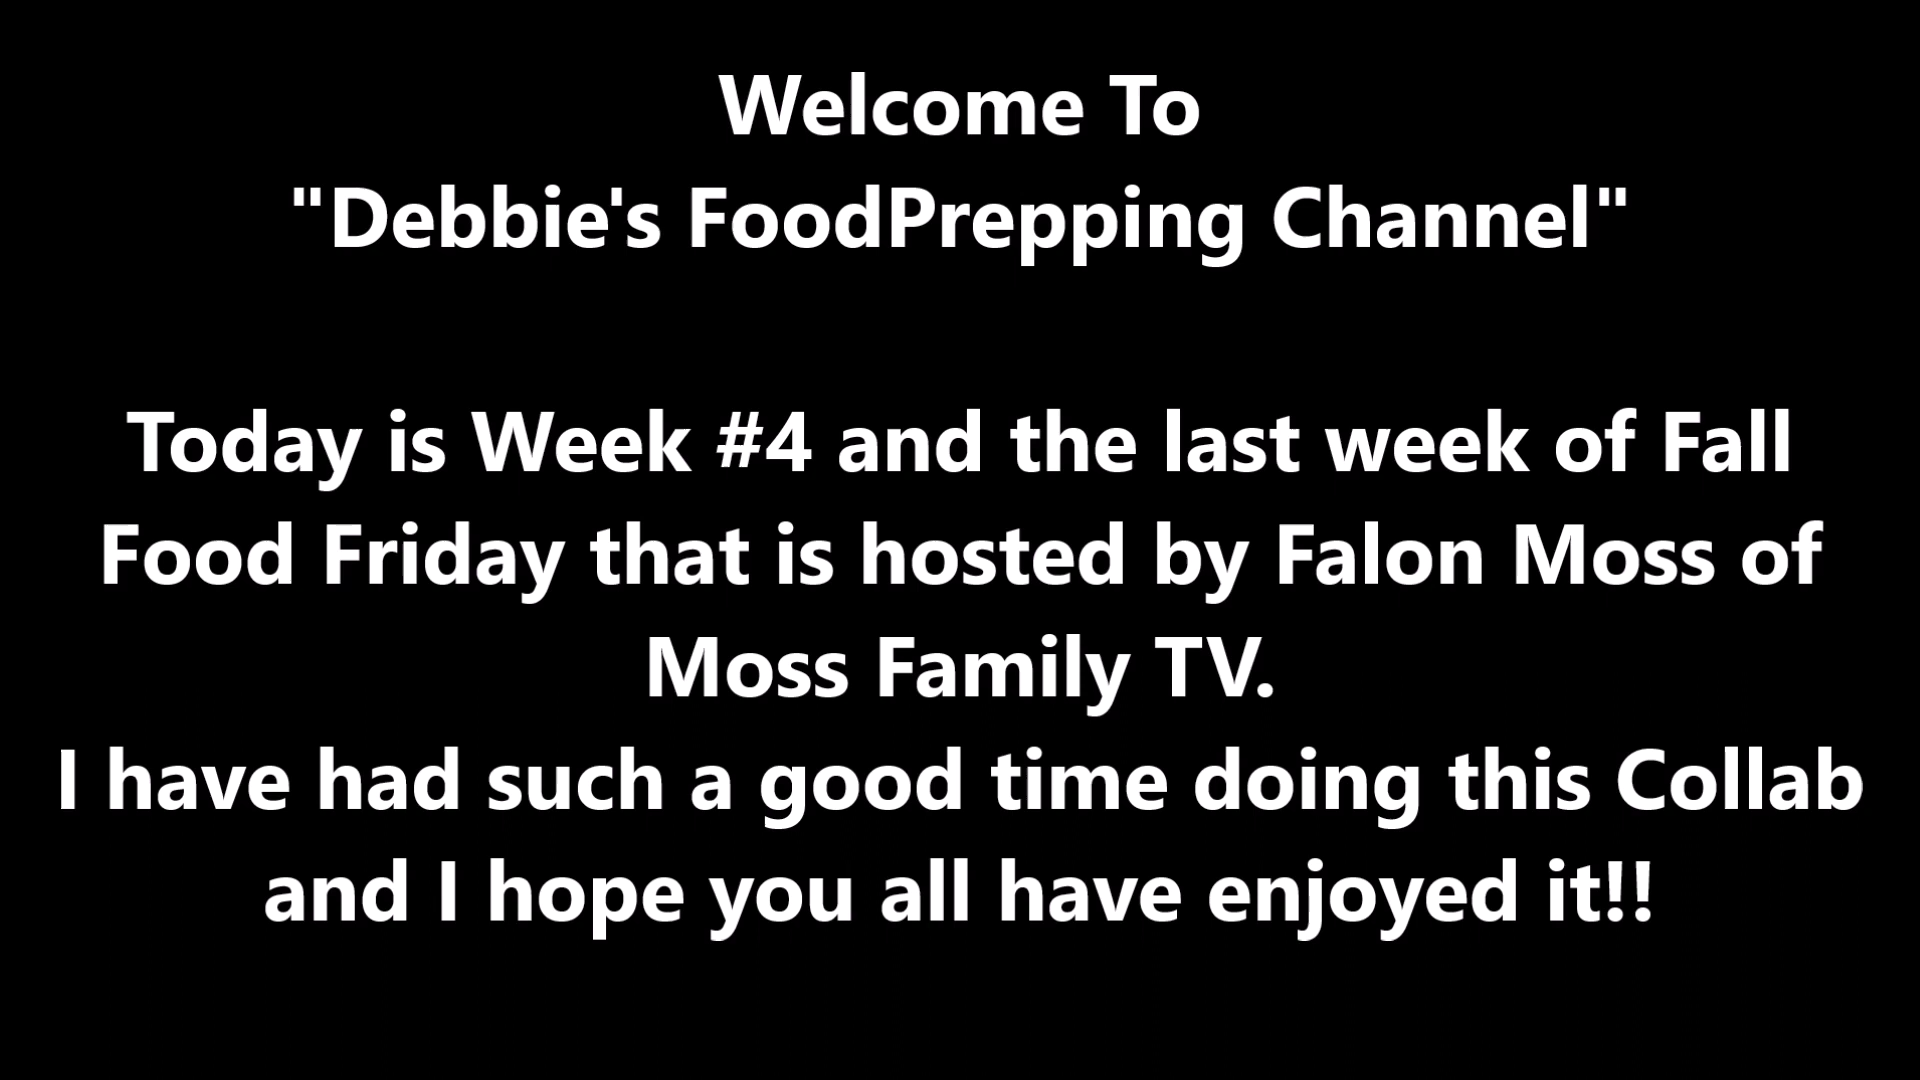 Welcome To
"Debbie's FoodPrepping Channel"
Today is Week #4 and the last week of Fall
Food Friday that is hosted by Falon Moss of
Moss Family TV.
I have had such a good time doing this Collab
and I hope you all have enjoyed it!!